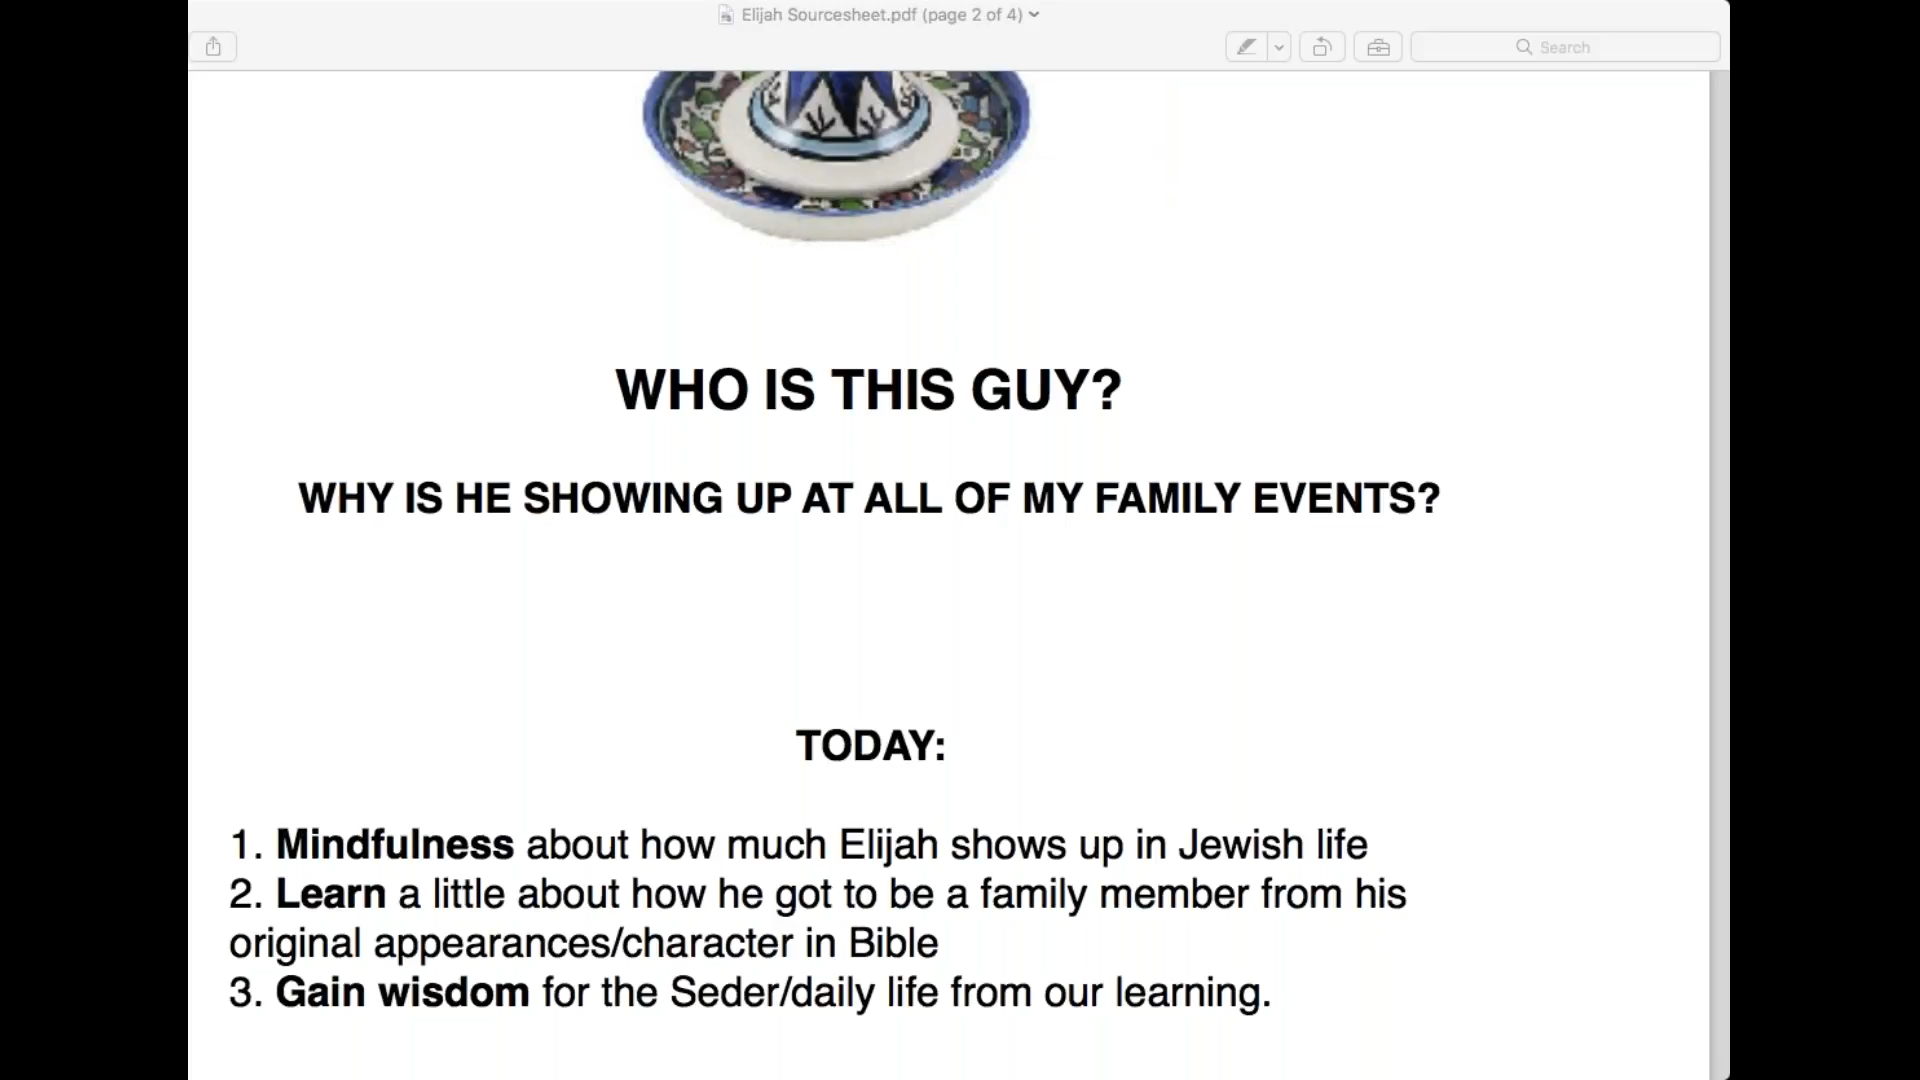 Elijah Sourcesheet.pdf (page 2 of 4)
Search
WHO IS THIS GUY?
WHY IS HE SHOWING UP AT ALL OF MY FAMILY EVENTS?
TODAY:
1. Mindfulness about how much Elijah shows up in Jewish life
2. Learn a little about how he got to be a family member from his
original appearances/character in Bible
3. Gain wisdom for the Seder/daily life from our learning.